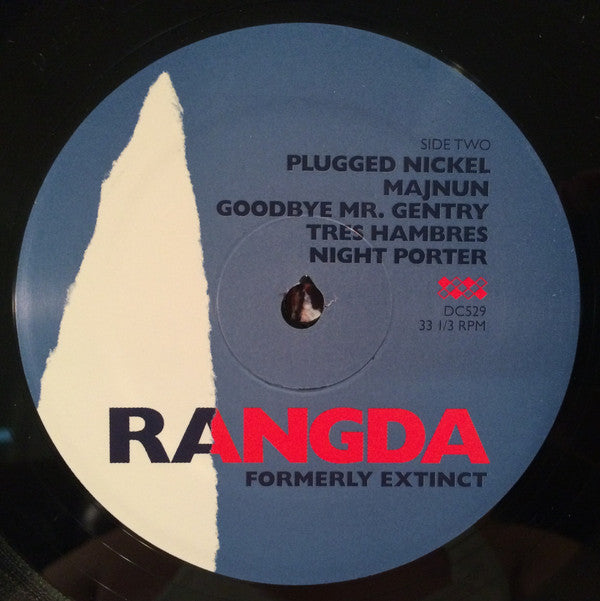 SIDE TWO
PLUGGED NICKEL
MAJNUN
GOODBYE MR. GENTRY
TRES HAMBRES
NIGHT PORTER
DC529
33 1/3 RPM
RANGDA
FORMERLY EXTINCT